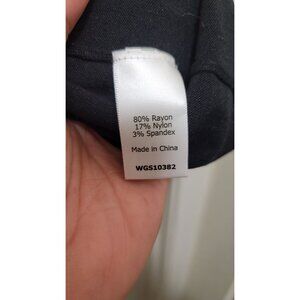 80% Rayon
17% Nylon
3% Spandex
Made in China
WGS10382